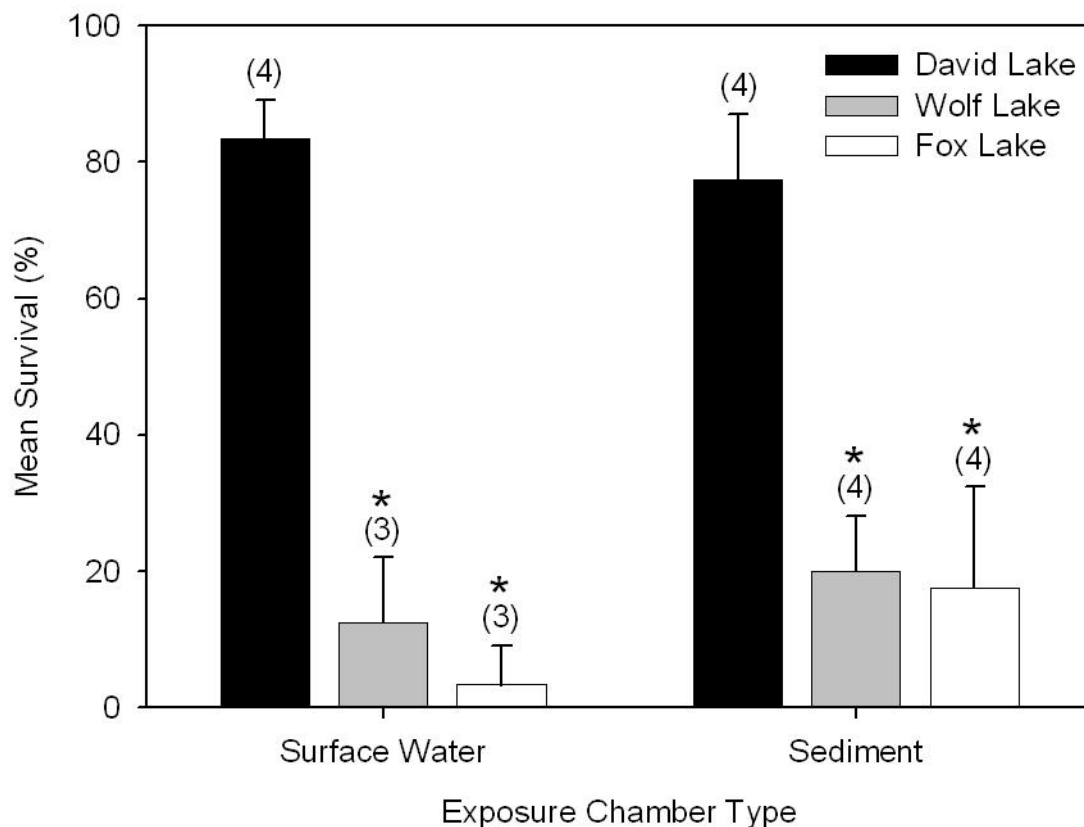 100
80
60
40
20
0
Mean Survival (%)
David Lake
Wolf Lake
Fox Lake
(4)
*
(3)
*
(3)
(4)
*
(4)
*
(4)
Surface Water
Sediment
Exposure Chamber Type